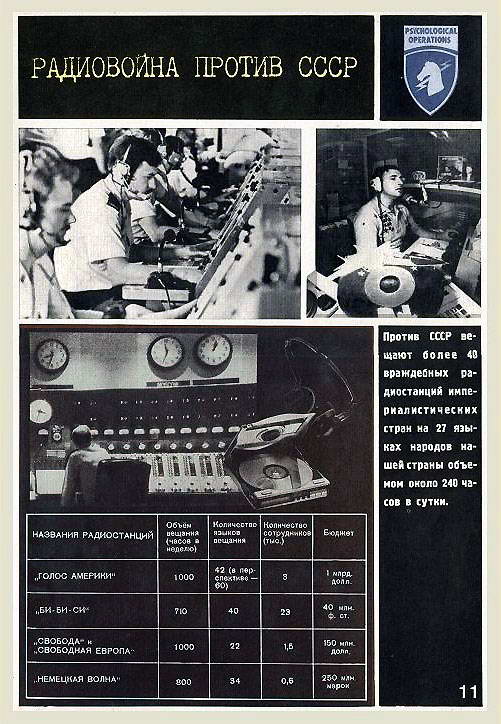 РАДИОВОЙНА ПРОТИВ СССР
PSYCHOLOGICAL
OPERATIONS
Против СССР ве-
щают более 40
враждебных ра-
диостанций импе-
риалистических
стран на 27 язы-
ках народов на-
шей страны объе-
мом около 240 ча-
сов в сутки.
НАЗВАНИЯ РАДИОСТАНЦИЙ
Объём
вещания
(часов в
неделю)
Количество
языков
вещания
Количество
сотрудников
(тыс.)
Бюджет
„ГОЛОС АМЕРИКИ"
1000
42 (в пер-
спективе —
60)
3
1 млрд.
долл.
„БИ-БИ-СИ"
710
40
23
40 млн.
ф. ст.
„СВОБОДА" и
„СВОБОДНАЯ ЕВРОПА"
1000
22
1,5
150 млн.
долл.
„НЕМЕЦКАЯ ВОЛНА"
800
34
0,5
250 млн.
марок
11